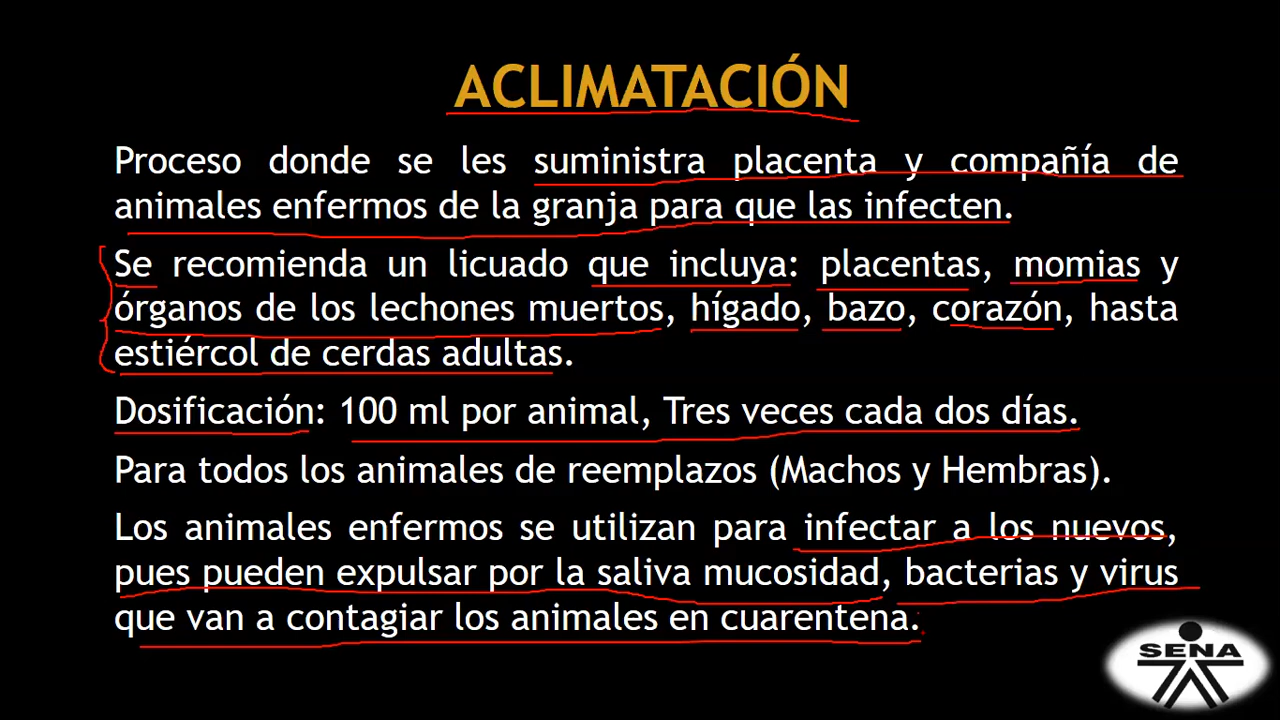 ACLIMATACIÓN
Proceso donde se les suministra placenta y compañía de
animales enfermos de la granja para que las infecten.
Se recomienda un licuado que incluya: placentas, momias y
órganos de los lechones muertos, hígado, bazo, corazón, hasta
estiércol de cerdas adultas.
Dosificación: 100 ml por animal, Tres veces cada dos días.
Para todos los animales de reemplazos (Machos y Hembras).
Los animales enfermos se utilizan para infectar a los nuevos,
pues pueden expulsar por la saliva mucosidad, bacterias y virus
que van a contagiar los animales en cuarentena.
SENA